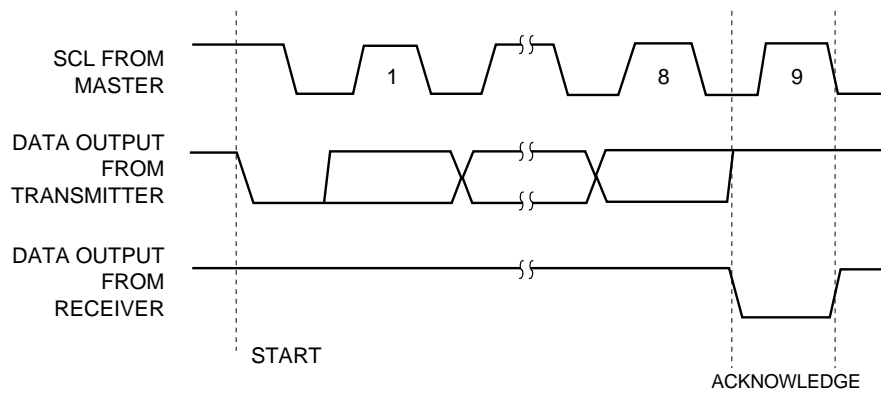 SCL FROM
MASTER
1
8
9
DATA OUTPUT
FROM
TRANSMITTER
DATA OUTPUT
FROM
RECEIVER
START
ACKNOWLEDGE